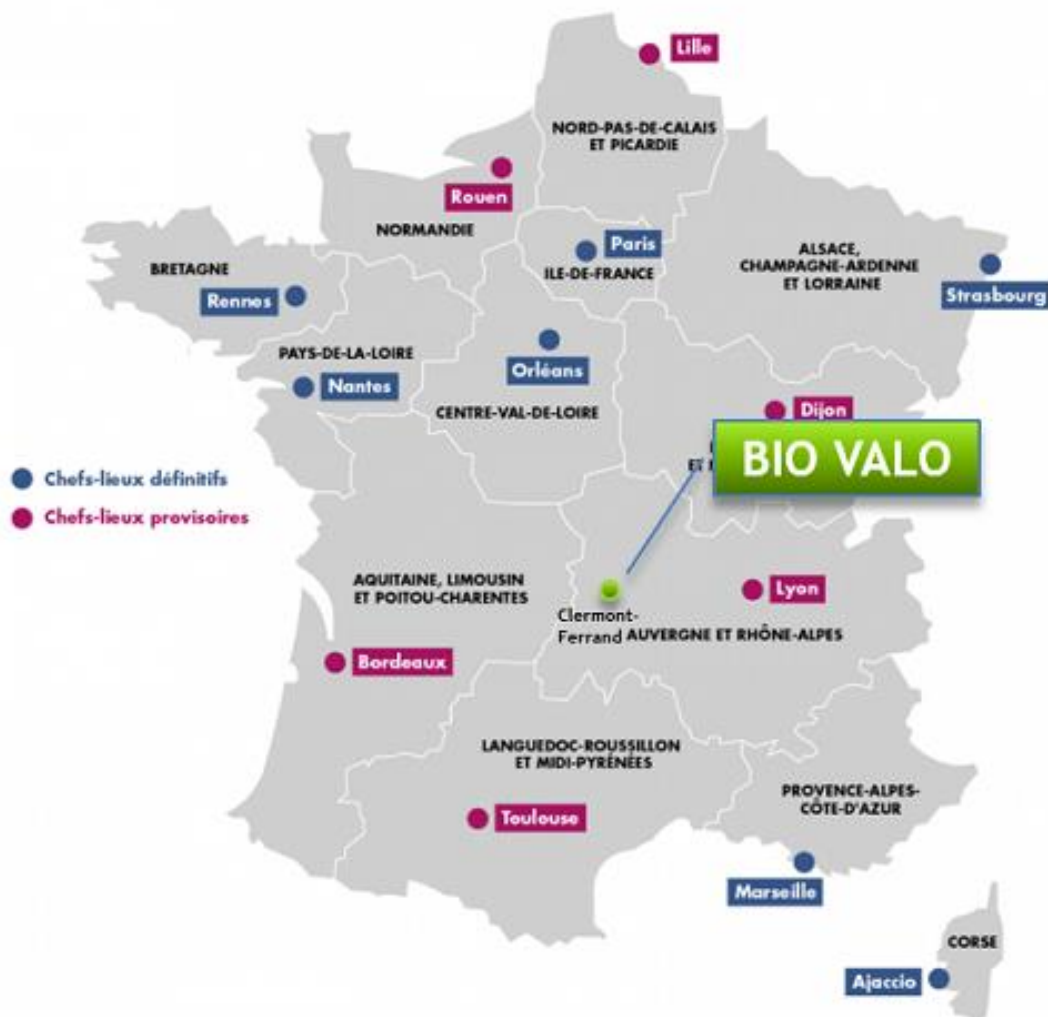 Lille
NORD-PAS-DE-CALAIS
ET PICARDIE
Rouen
NORMANDIE
Paris
ILE-DE-FRANCE
ALSACE,
CHAMPAGNE-ARDENNE
ET LORRAINE
Strasbourg
BRETAGNE
Rennes
PAYS-DE-LA-LOIRE
Nantes
Orléans
CENTRE-VAL-DE-LOIRE
Dijon
ET
BIO VALO
Chefs-lieux définitifs
Chefs-lieux provisoires
AQUITAINE, LIMOUSIN
ET POITOU-CHARENTES
Clermont-
Ferrand
AUVERGNE ET RHÔNE-ALPES
Lyon
Bordeaux
LANGUEDOC-ROUSSILLON
ET MIDI-PYRÉNÉES
Toulouse
PROVENCE-ALPES-
CÔTE-D'AZUR
Marseille
CORSE
Ajaccio